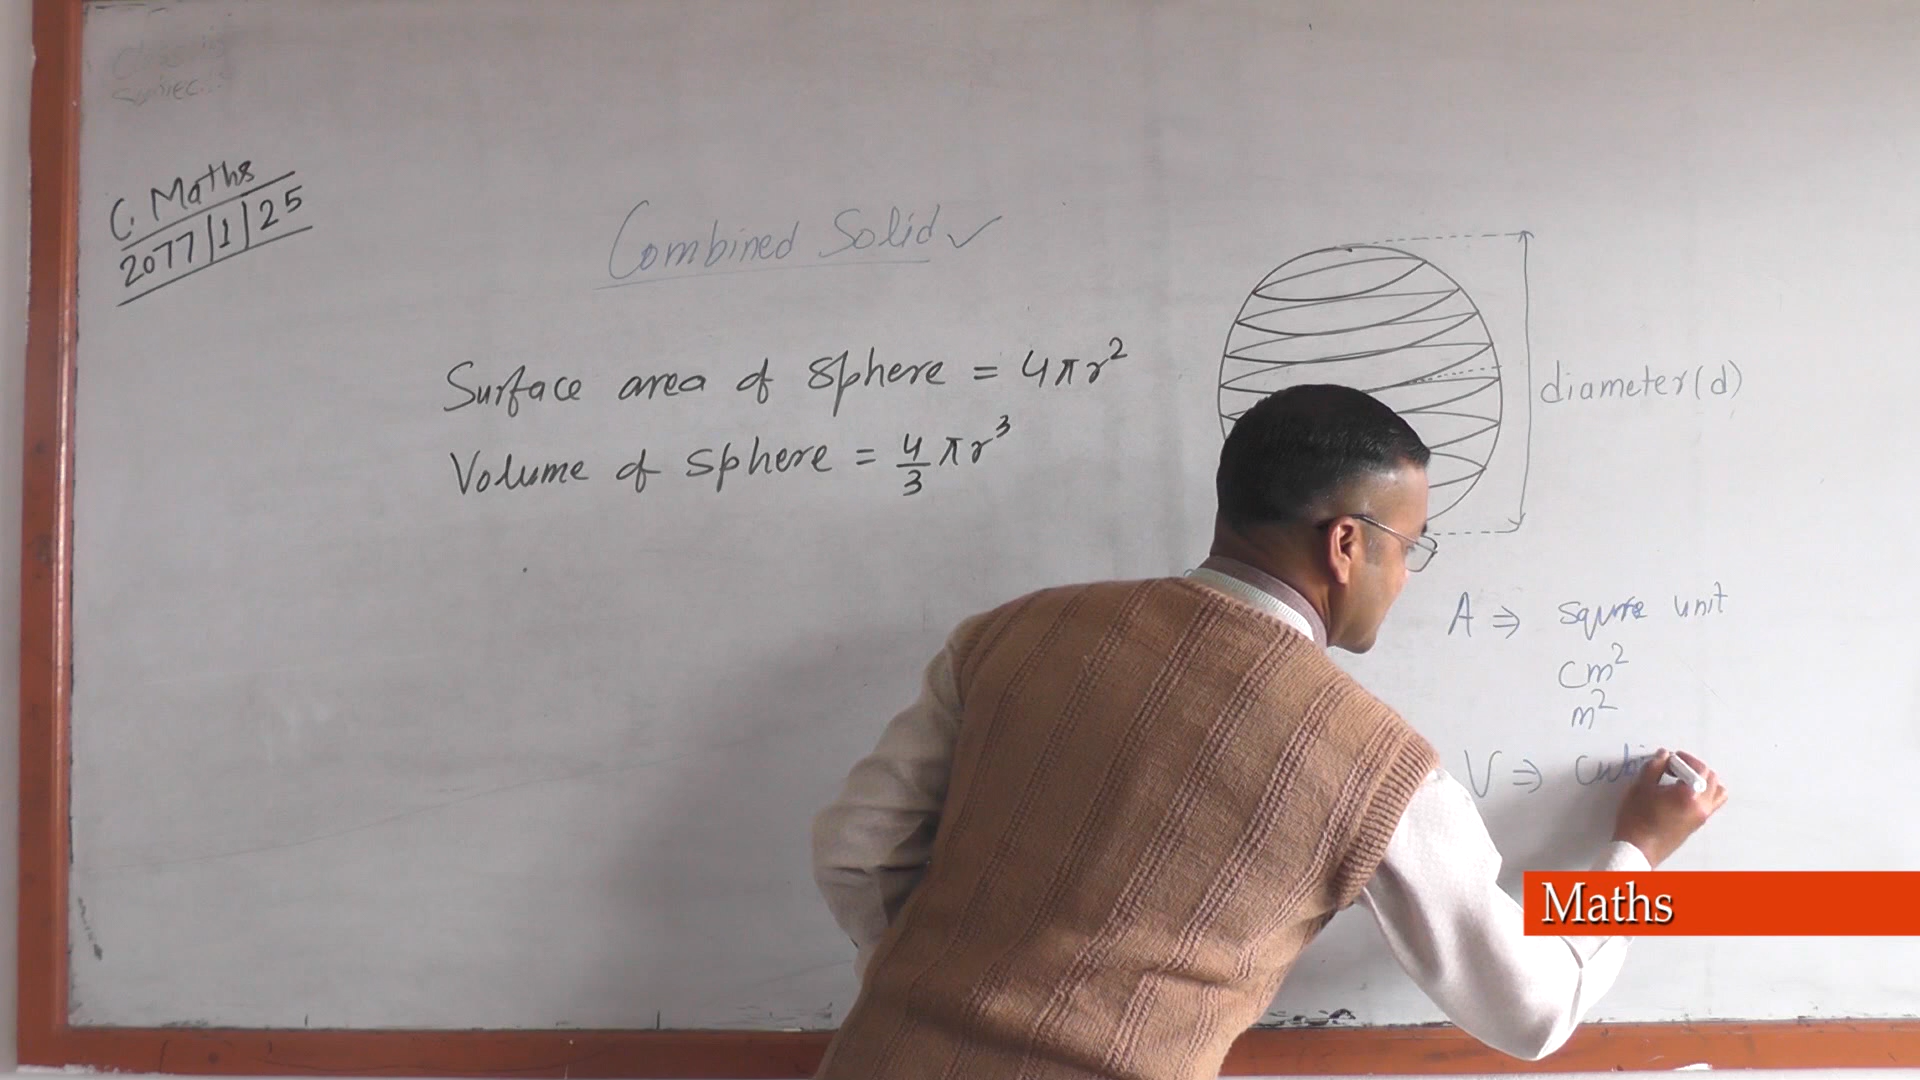 C. Maths
2077/1/25
Combined Solid ✓
Surface area of sphere = 4πr²
Volume of sphere = 4/3 πr³
diameter(d)
A ⇒ square unit
cm²
m²
V ⇒ Cubi
Maths